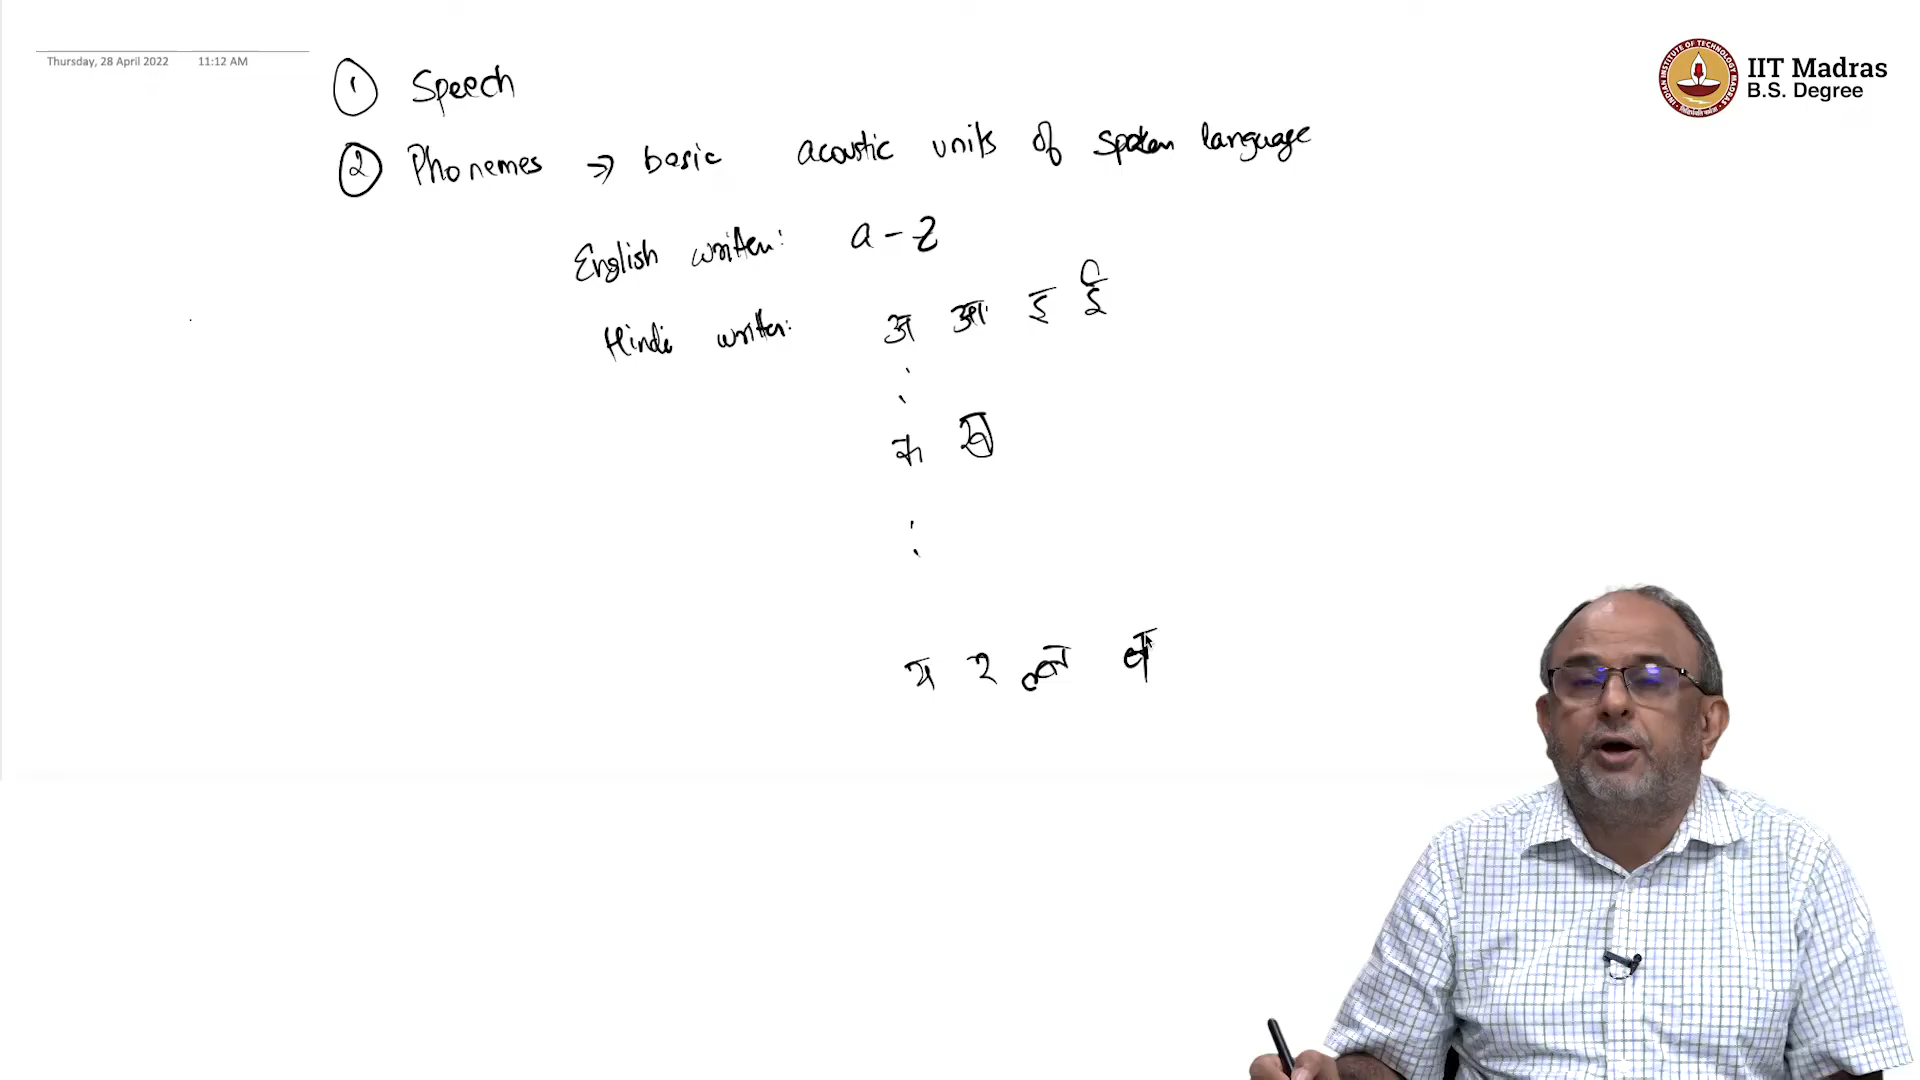 Thursday, 28 April 2022 11:12 AM
IIT Madras
B.S. Degree
① Speech
② Phonemes → basic acoustic units of spoken language
English written: a - z
Hindi written: अ आ इ ई
क ख
य र ल व